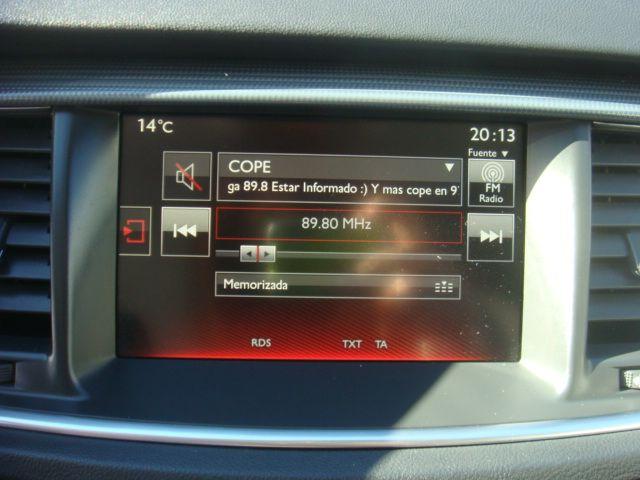 14°C
20:13
Fuente
COPE
ga 89.8 Estar Informado :) Y mas cope en 9
FM
Radio
89.80 MHz
Memorizada
RDS TXT TA